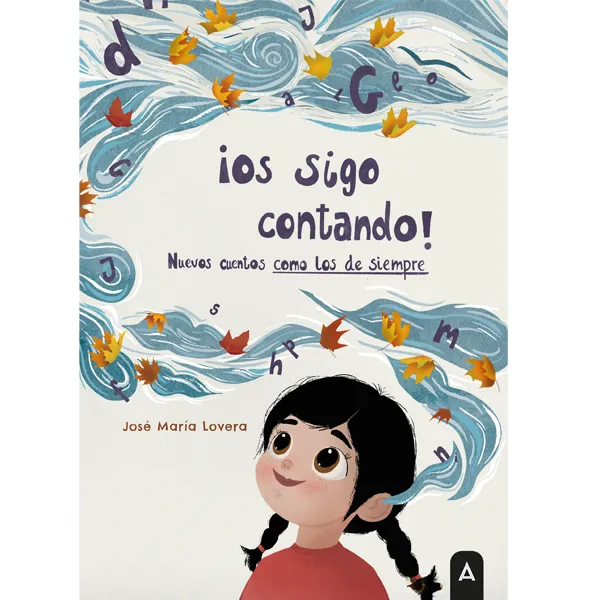 ¡os sigo
contando!
Nuevos cuentos como los de siempre
José María Lovera
d
J
G
e
o
a
L
G
J
s
f
h
p
m
n
A